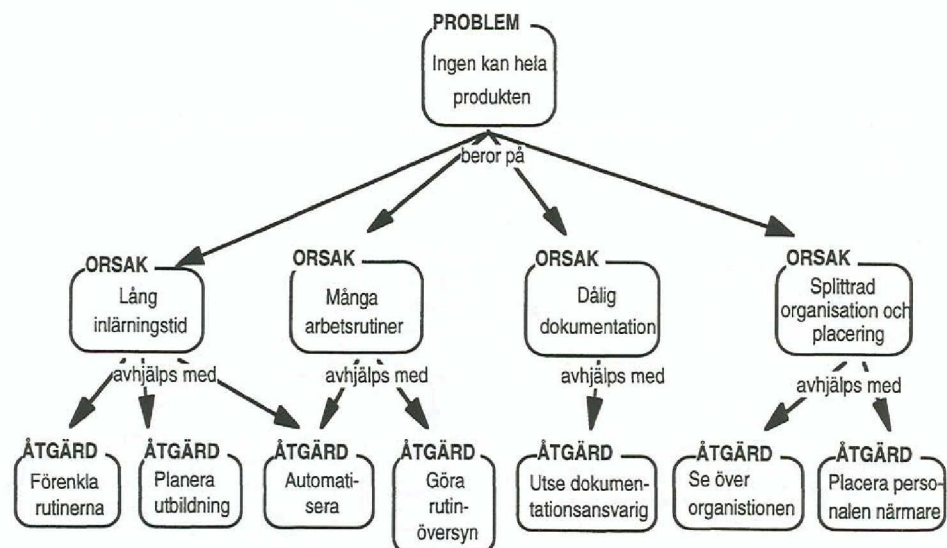 PROBLEM
Ingen kan hela
produkten
beror på
ORSAK
Lång
inlärningstid
ORSAK
Många
arbetsrutiner
ORSAK
Dålig
dokumentation
ORSAK
Splittrad
organisation och
placering
avhjälps med
avhjälps med
avhjälps med
avhjälps med
ÅTGÄRD
Förenkla
rutinerna
ÅTGÄRD
Planera
utbildning
ÅTGÄRD
Automati-
sera
ÅTGÄRD
Göra
rutin-
översyn
ÅTGÄRD
Utse dokumen-
tationsansvarig
ÅTGÄRD
Se över
organistionen
ÅTGÄRD
Placera perso-
nalen närmare